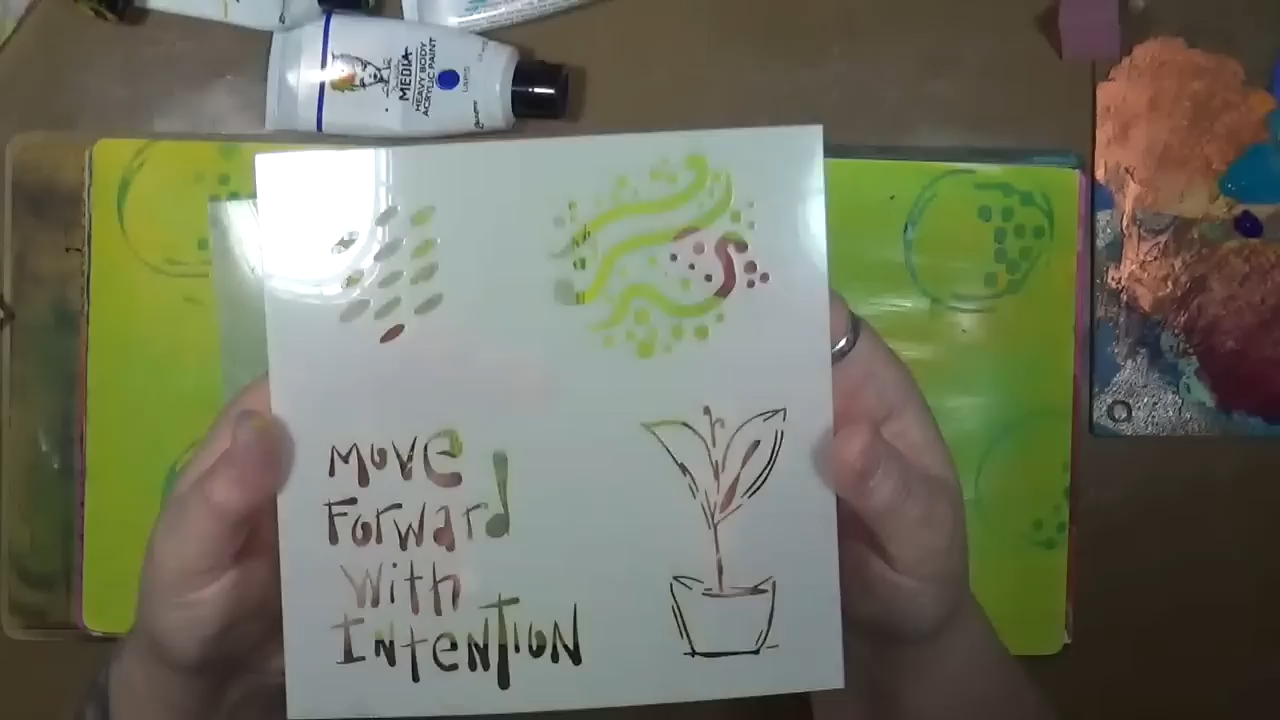 MEDIA
HEAVY BODY
ACRYLIC PAINT
MOVE
FORWARD
WITH
INTENTION